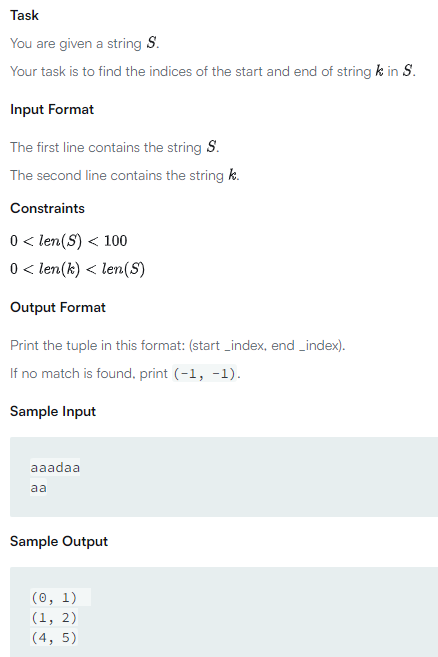 Task
You are given a string S.
Your task is to find the indices of the start and end of string k in S.
Input Format
The first line contains the string S.
The second line contains the string k.
Constraints
0 < len(S) < 100
0 < len(k) < len(S)
Output Format
Print the tuple in this format: (start _index, end _index).
If no match is found, print (-1, -1).
Sample Input
aaadaa
aa
Sample Output
(0, 1)
(1, 2)
(4, 5)